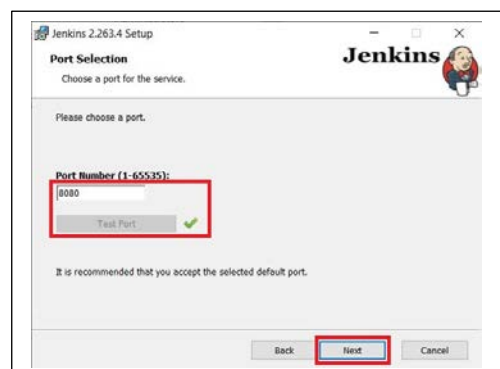 Jenkins 2.263.4 Setup
Port Selection
Jenkins
Choose a port for the service.
Please choose a port.
Port Number (1-65535):
8080
Test Port
It is recommended that you accept the selected default port.
Back Next Cancel